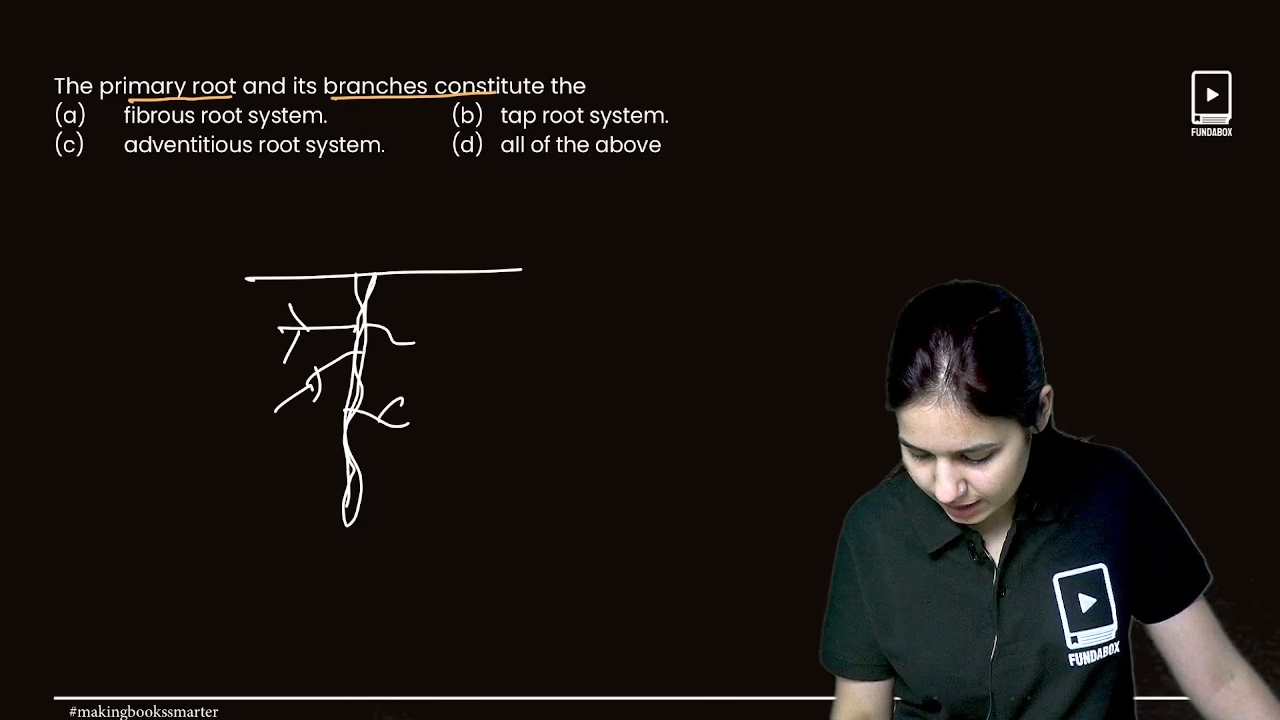 The primary root and its branches constitute the
(a) fibrous root system. (b) tap root system.
(c) adventitious root system. (d) all of the above
FUNDABOX
FUNDABOX
#makingbookssmarter